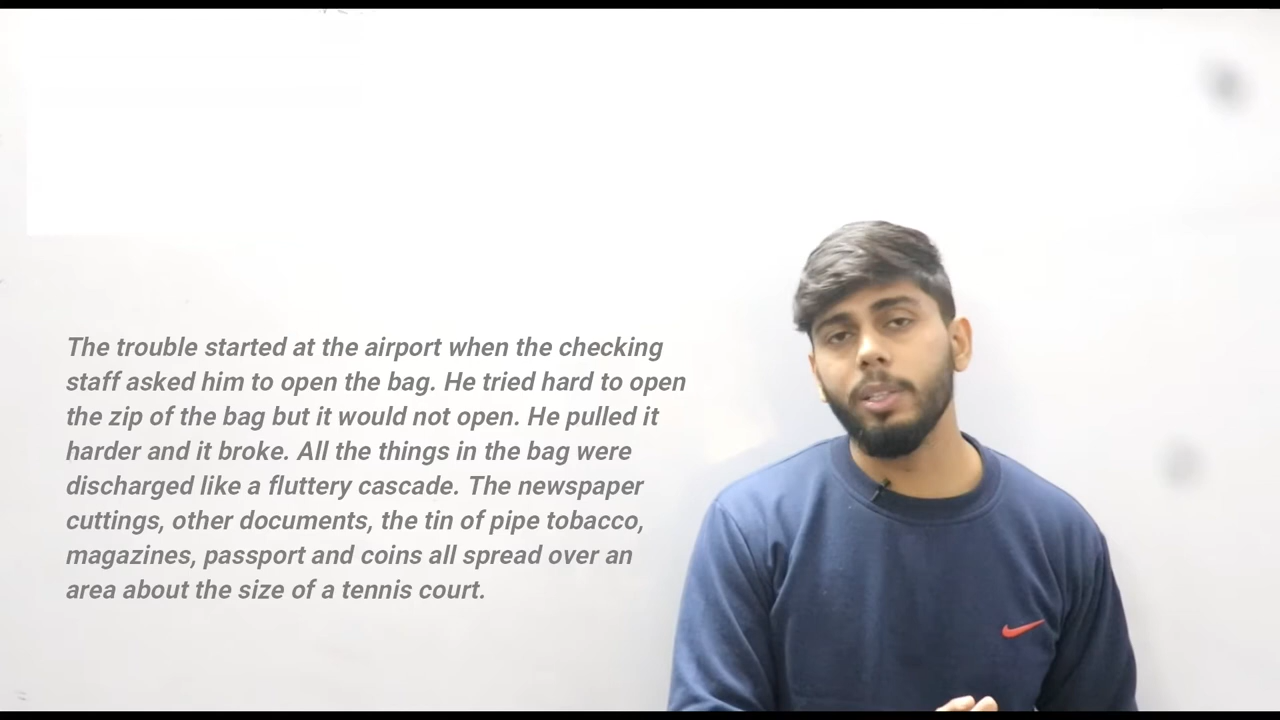 The trouble started at the airport when the checking
staff asked him to open the bag. He tried hard to open
the zip of the bag but it would not open. He pulled it
harder and it broke. All the things in the bag were
discharged like a fluttery cascade. The newspaper
cuttings, other documents, the tin of pipe tobacco,
magazines, passport and coins all spread over an
area about the size of a tennis court.